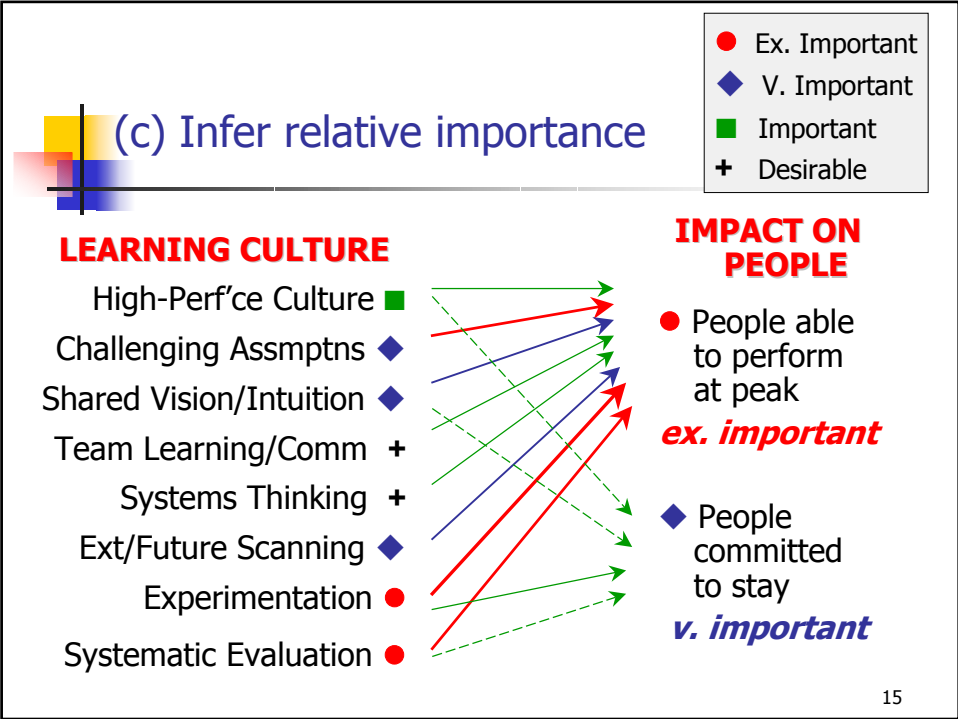 (c) Infer relative importance
Ex. Important
V. Important
Important
+ Desirable
LEARNING CULTURE
High-Perf’ce Culture
Challenging Assmptns
Shared Vision/Intuition
Team Learning/Comm +
Systems Thinking +
Ext/Future Scanning
Experimentation
Systematic Evaluation
IMPACT ON
PEOPLE
People able
to perform
at peak
ex. important
People
committed
to stay
v. important
15